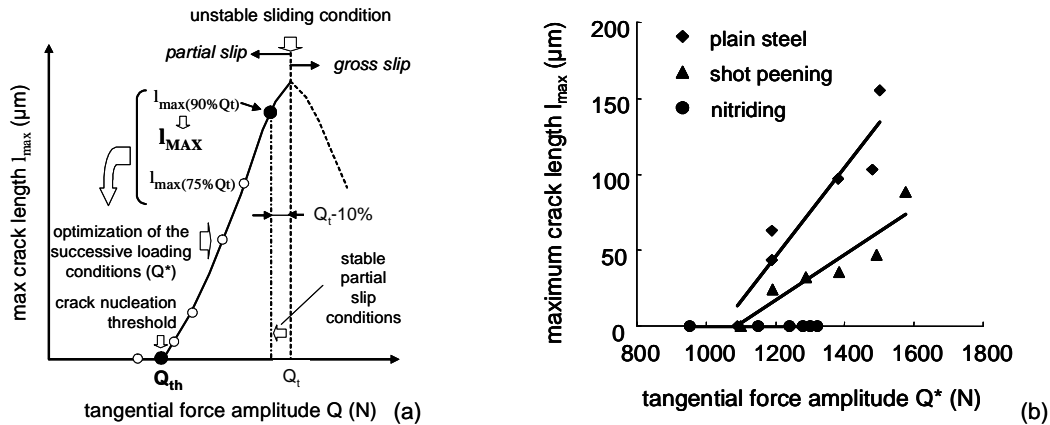 unstable sliding condition
partial slip
gross slip
lmax(90%Qt)
lMAX
lmax(75%Qt)
Qt-10%
optimization of the
successive loading
conditions (Q*)
stable
partial
slip
conditions
crack nucleation
threshold
Qth
Qt
max crack length lmax (µm)
tangential force amplitude Q (N)
(a)
200
150
100
50
0
plain steel
shot peening
nitriding
maximum crack length lmax (µm)
800
1000
1200
1400
1600
1800
tangential force amplitude Q* (N)
(b)